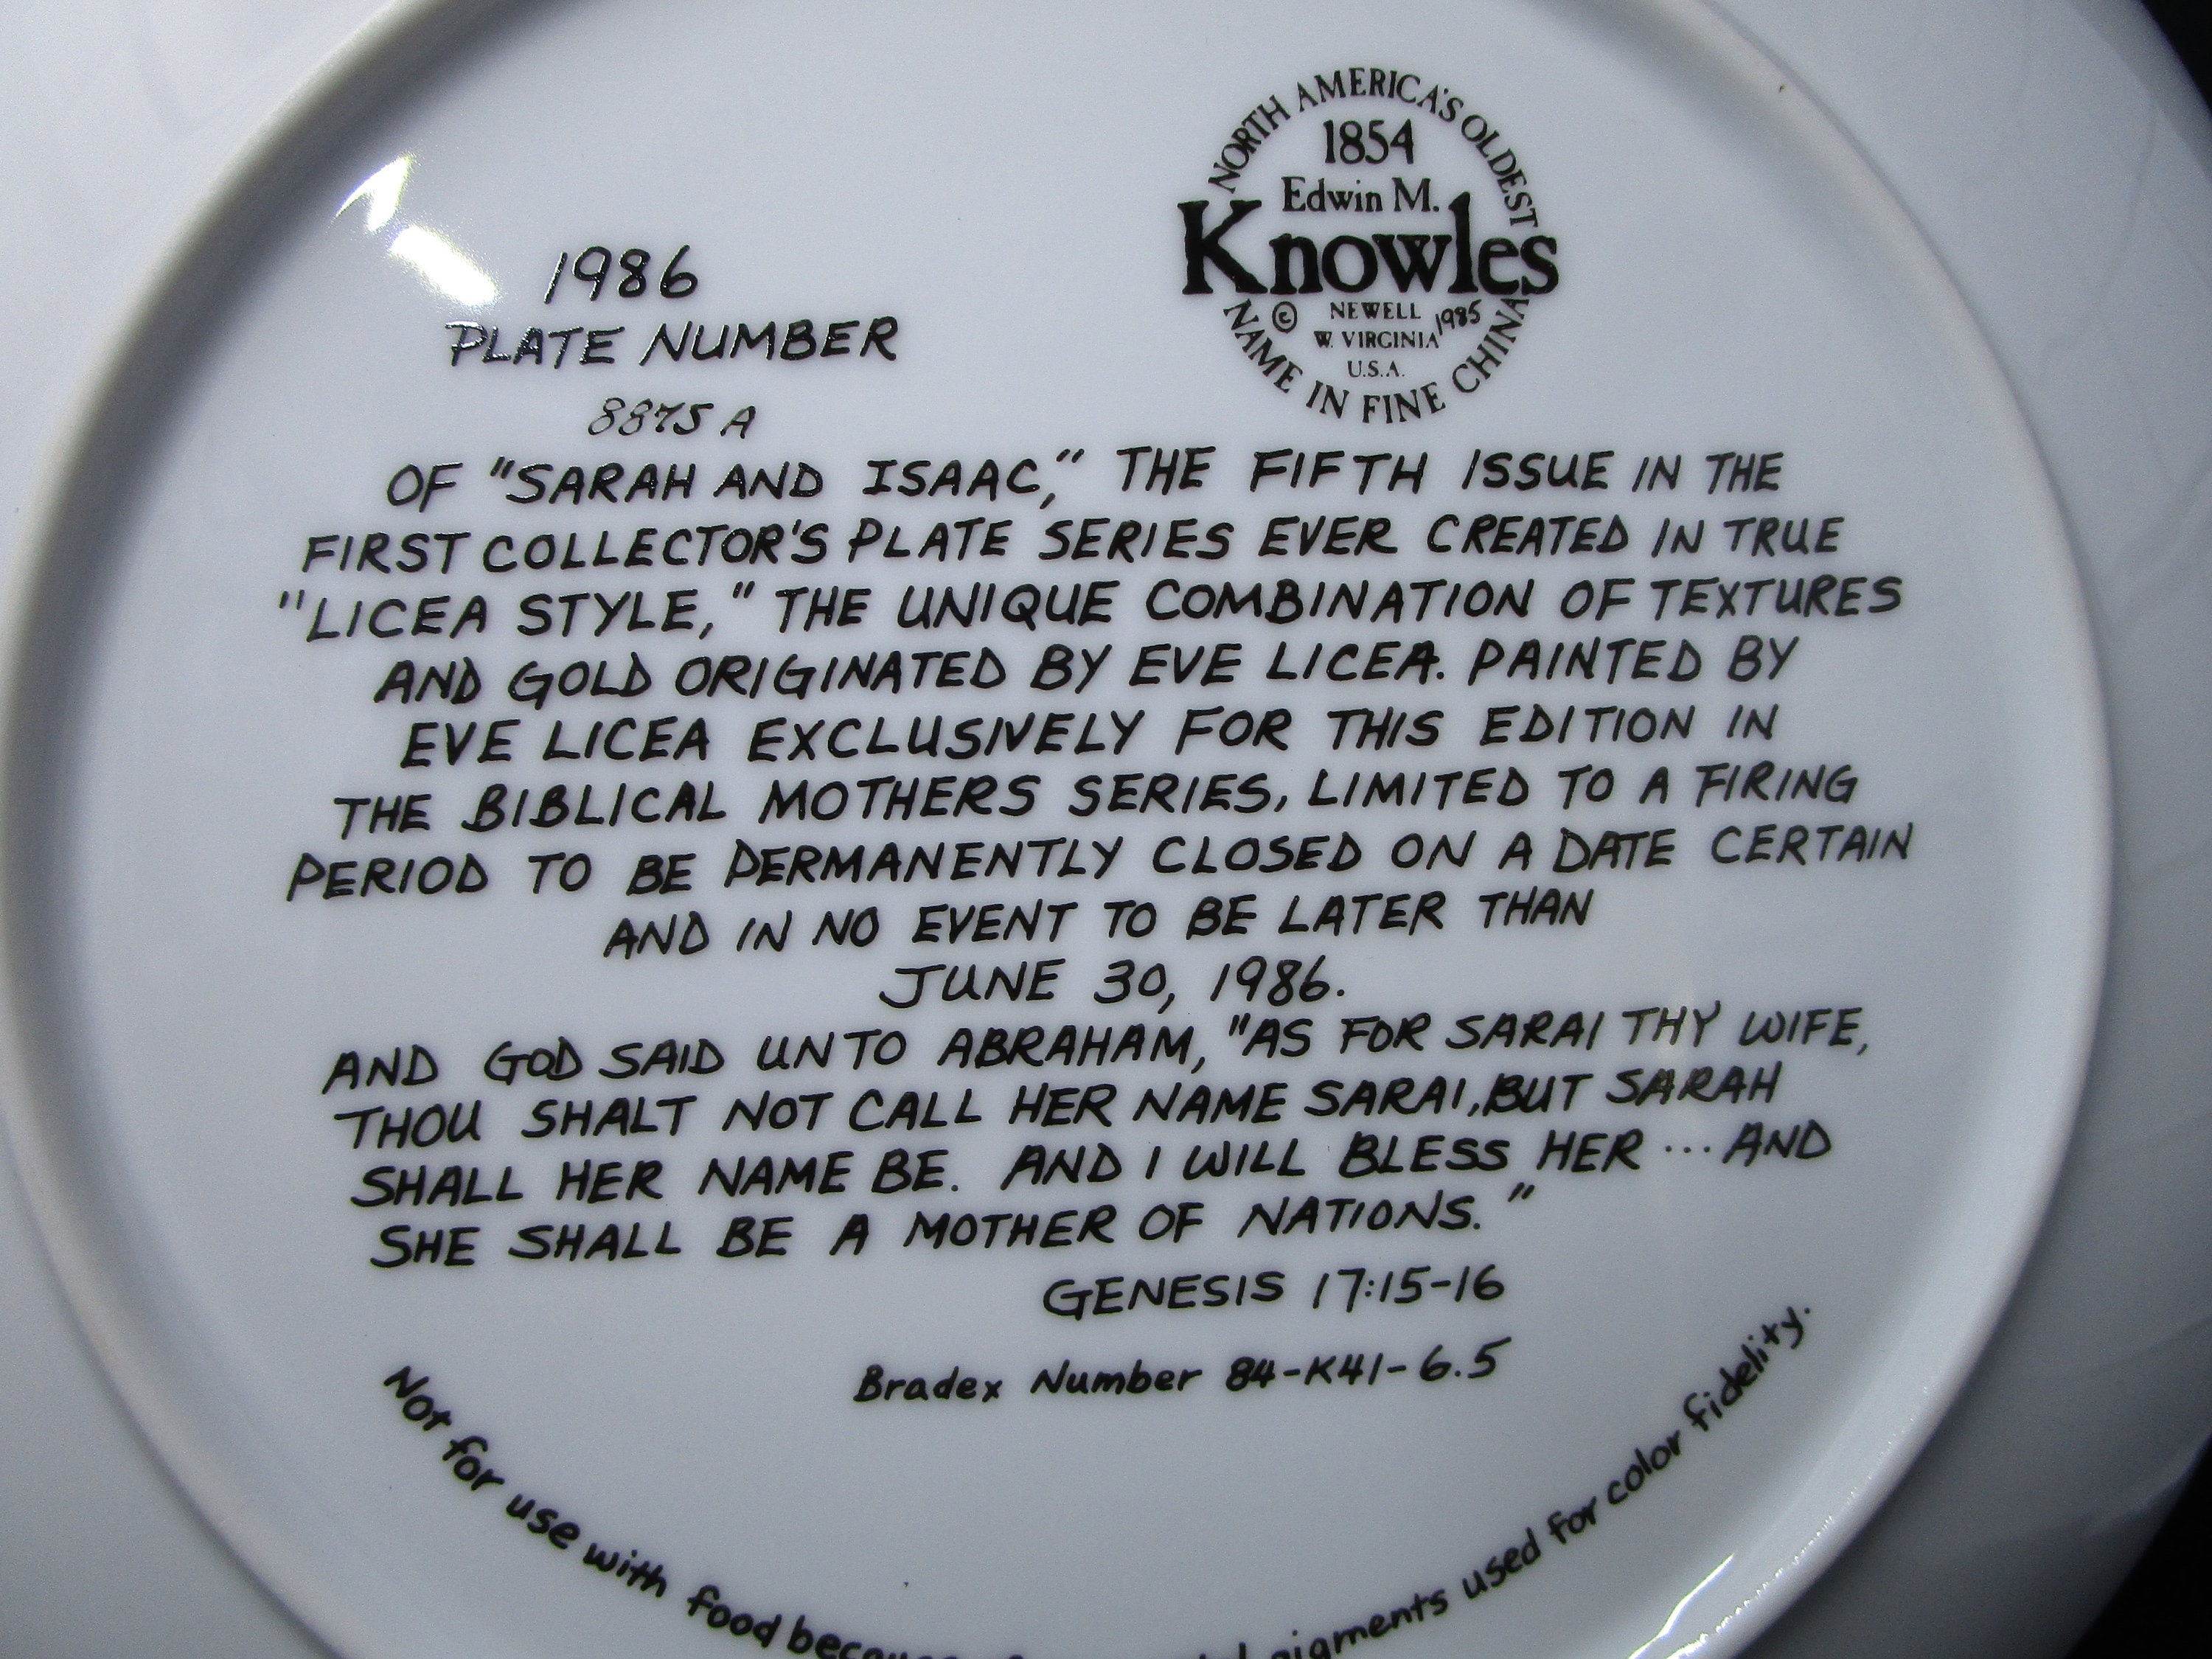 NORTH AMERICA'S OLDEST
1854
Edwin M.
Knowles
© NEWELL 1985
W. VIRGINIA
U.S.A.
NAME IN FINE CHINA
1986
PLATE NUMBER
8875 A
OF "SARAH AND ISAAC," THE FIFTH ISSUE IN THE
FIRST COLLECTOR'S PLATE SERIES EVER CREATED IN TRUE
"LICEA STYLE," THE UNIQUE COMBINATION OF TEXTURES
AND GOLD ORIGINATED BY EVE LICEA. PAINTED BY
EVE LICEA EXCLUSIVELY FOR THIS EDITION IN
THE BIBLICAL MOTHERS SERIES, LIMITED TO A FIRING
PERIOD TO BE PERMANENTLY CLOSED ON A DATE CERTAIN
AND IN NO EVENT TO BE LATER THAN
JUNE 30, 1986.
AND GOD SAID UNTO ABRAHAM, "AS FOR SARAI THY WIFE,
THOU SHALT NOT CALL HER NAME SARAI, BUT SARAH
SHALL HER NAME BE. AND I WILL BLESS HER ... AND
SHE SHALL BE A MOTHER OF NATIONS."
GENESIS 17:15-16
Bradex Number 84-K41-6.5
Not for use with food pigments used for color fidelity.